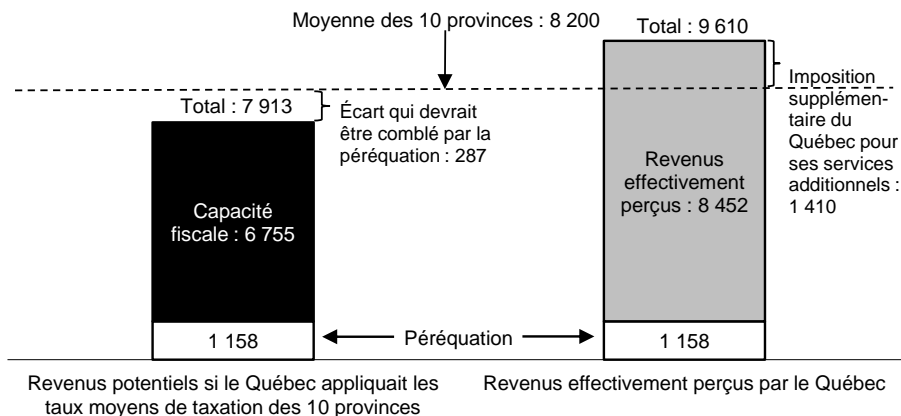 Moyenne des 10 provinces : 8 200
Total : 9 610
Total : 7 913
Écart qui devrait
être comblé par la
péréquation : 287
Imposition
supplémen-
taire du
Québec pour
ses services
additionnels :
1 410
Capacité
fiscale : 6 755
Revenus
effectivement
perçus : 8 452
1 158
Péréquation
1 158
Revenus potentiels si le Québec appliquait les
taux moyens de taxation des 10 provinces
Revenus effectivement perçus par le Québec